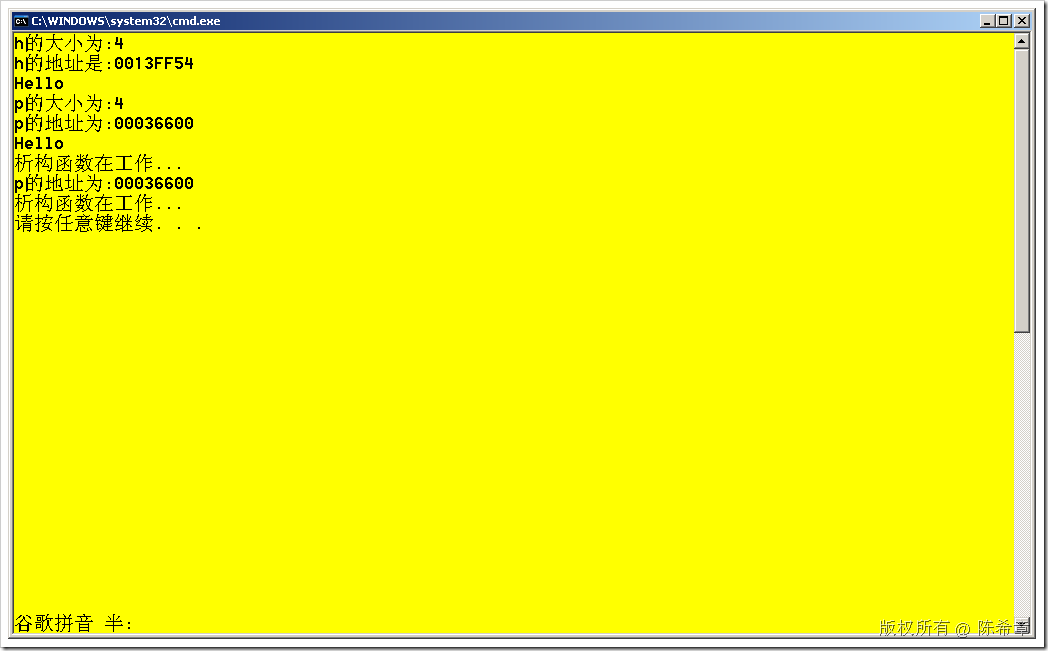 C:\WINDOWS\system32\cmd.exe
h的大小为:4
h的地址是:0013FF54
Hello
p的大小为:4
p的地址为:00036600
Hello
析构函数在工作...
p的地址为:00036600
析构函数在工作...
请按任意键继续. . .
谷歌拼音 半:
版权所有 @ 陈希章